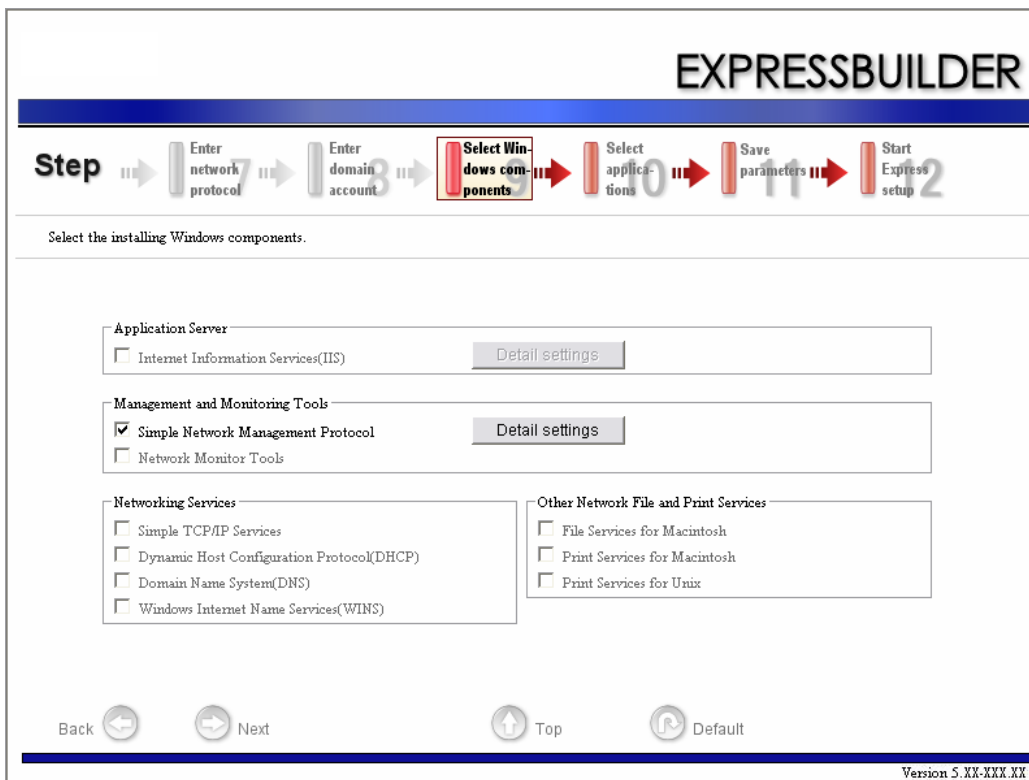 EXPRESSBUILDER
Step
Enter
network
protocol
7
Enter
domain
account
8
Select Win-
dows com-
ponents
9
Select
applica-
tions
10
Save
parameters
11
Start
Express
setup
12
Select the installing Windows components.
Application Server
Internet Information Services(IIS)
Detail settings
Management and Monitoring Tools
Simple Network Management Protocol
Detail settings
Network Monitor Tools
Networking Services
Simple TCP/IP Services
Dynamic Host Configuration Protocol(DHCP)
Domain Name System(DNS)
Windows Internet Name Services(WINS)
Other Network File and Print Services
File Services for Macintosh
Print Services for Macintosh
Print Services for Unix
Back
Next
Top
Default
Version 5.XX-XXX.XX